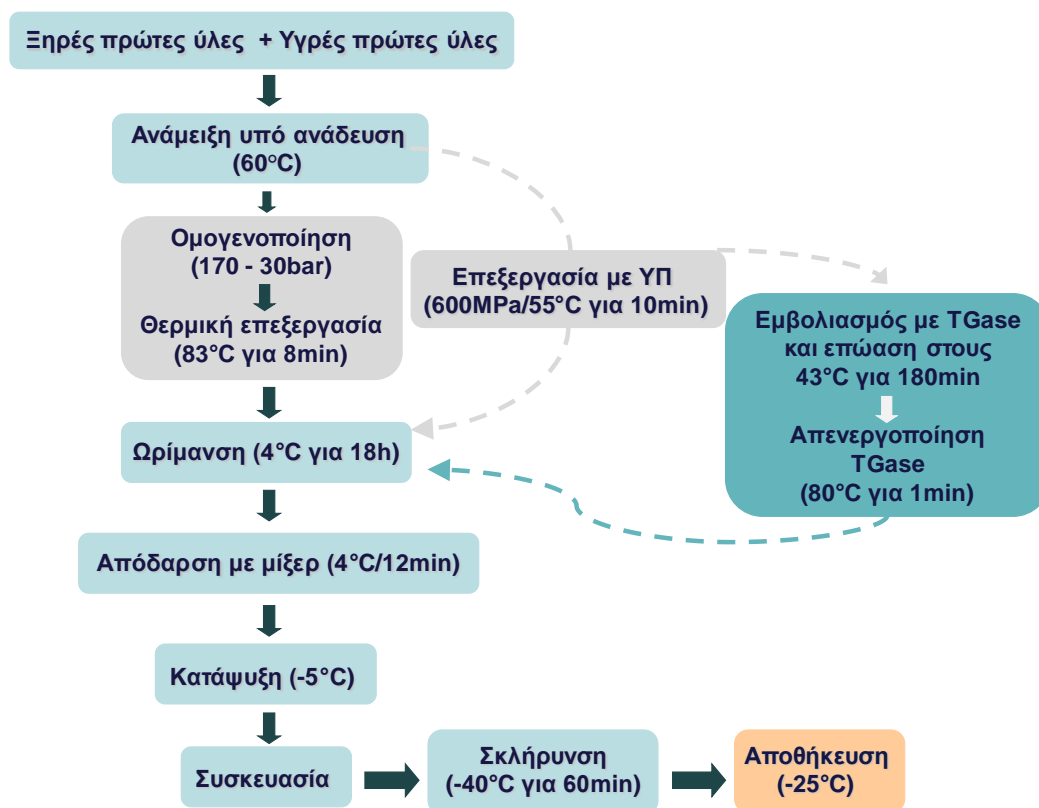 Ξηρές πρώτες ύλες + Υγρές πρώτες ύλες
Ανάμειξη υπό ανάδευση
(60°C)
Ομογενοποίηση
(170 - 30bar)
Θερμική επεξεργασία
(83°C για 8min)
Επεξεργασία με ΥΠ
(600MPa/55°C για 10min)
Εμβολιασμός με TGase
και επώαση στους
43°C για 180min
Απενεργοποίηση
TGase
(80°C για 1min)
Ωρίμανση (4°C για 18h)
Απόδαρση με μίξερ (4°C/12min)
Κατάψυξη (-5°C)
Συσκευασία
Σκλήρυνση
(-40°C για 60min)
Αποθήκευση
(-25°C)